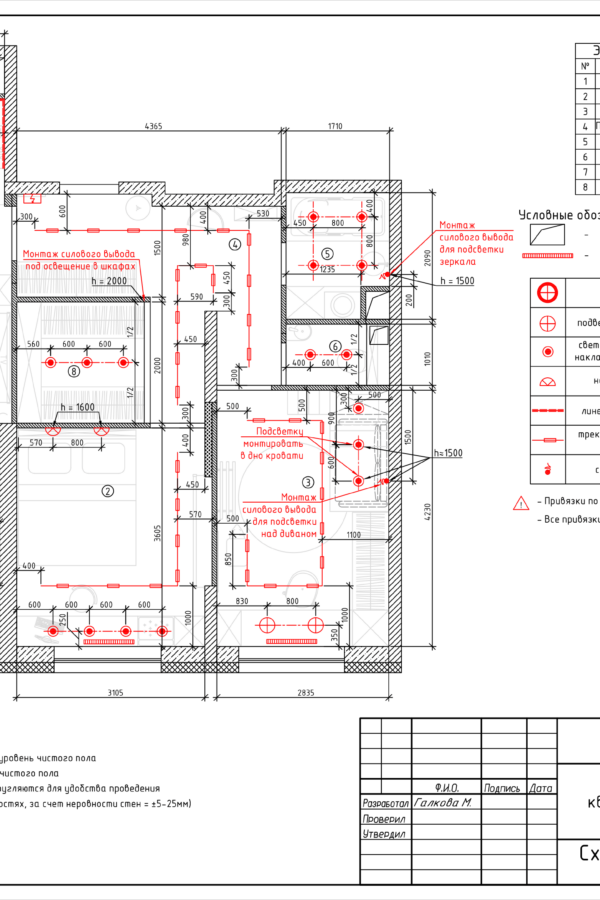 Э
№
1
2
3
4 П
5
6
7
8
4365
1710
Условные обоз
-
-
530
300
600
400
1500
980
④
450
800
400
800
2090
⑤
1235
Монтаж
силового вывода
для подсветки
зеркала
h = 1500
Монтаж силового вывода
под освещение в шкафах
h = 2000
590
450
300
200
подве
свет
накла
на
лине
трек
с
560
600
600
1/2
1/2
⑧
450
2000
300
⑥
400
600
1/2
1/2
1010
h = 1600
570
800
400
500
500
900
300
500
1500
②
450
570
3605
400
Подсветку
монтировать
в дно кровати
600
h=1500
③
Монтаж
силового вывода
для подсветки
над диваном
500
850
1100
4230
- Привязки по
- Все привязки
600
600
600
600
250
1000
830
800
350
1000
3105
2835
уровень чистого пола
чистого пола
угляются для удобства проведения
остях, за счет неровности стен = ±5-25мм)
Ф.И.О.
Подпись
Дата
Разработал
Галкова М.
Проверил
Утвердил
кв
Сх